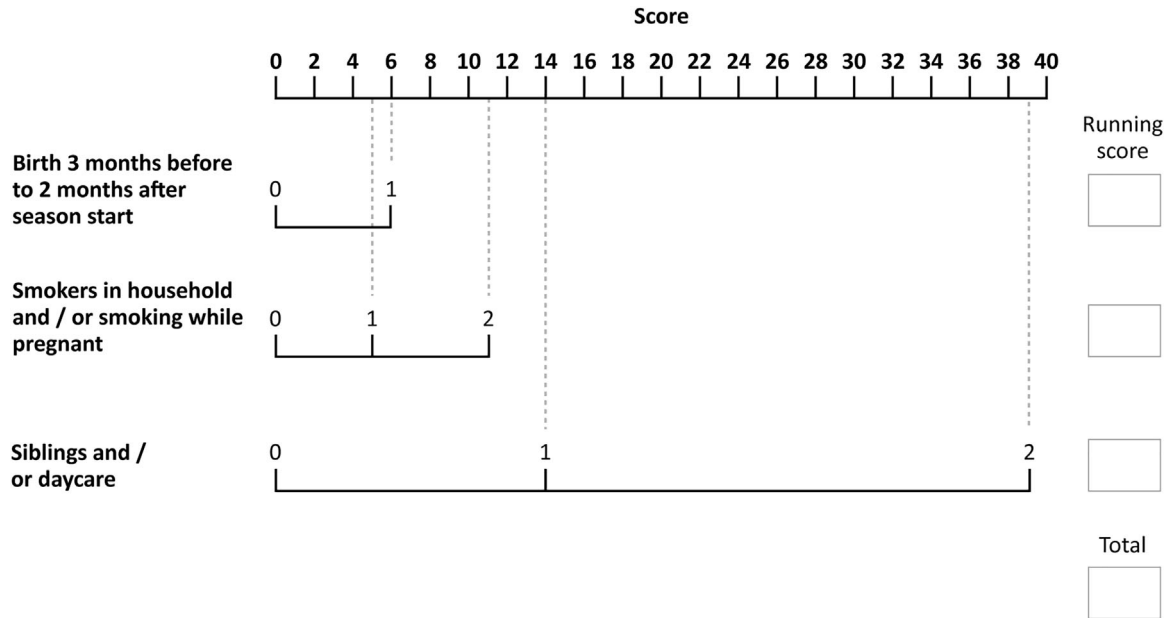 Score
0 2 4 6 8 10 12 14 16 18 20 22 24 26 28 30 32 34 36 38 40
Running
score
Birth 3 months before
to 2 months after
season start
0 1
Smokers in household
and / or smoking while
pregnant
0 1 2
Siblings and /
or daycare
0 1 2
Total